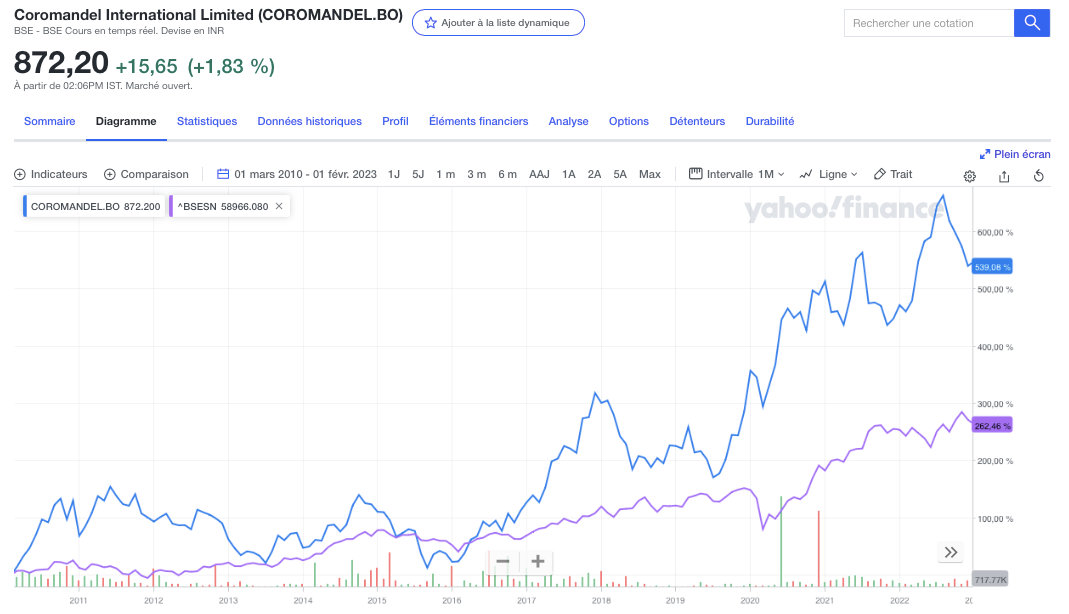 Coromandel International Limited (COROMANDEL.BO)
Ajouter à la liste dynamique
Rechercher une cotation
BSE - BSE Cours en temps réel. Devise en INR
872,20 +15,65 (+1,83 %)
À partir de 02:06PM IST. Marché ouvert.
Sommaire Diagramme Statistiques Données historiques Profil Éléments financiers Analyse Options Détenteurs Durabilité
Plein écran
Indicateurs Comparaison 01 mars 2010 - 01 févr. 2023 1J 5J 1 m 3 m 6 m AAJ 1A 2A 5A Max Intervalle 1M Ligne Trait
COROMANDEL.BO 872.200 ^BSESN 58966.080
yahoo!finance
600,00 %
539,08 %
500,00 %
400,00 %
300,00 %
262,46 %
200,00 %
100,00 %
717.77K
2011 2012 2013 2014 2015 2016 2017 2018 2019 2020 2021 2022 20